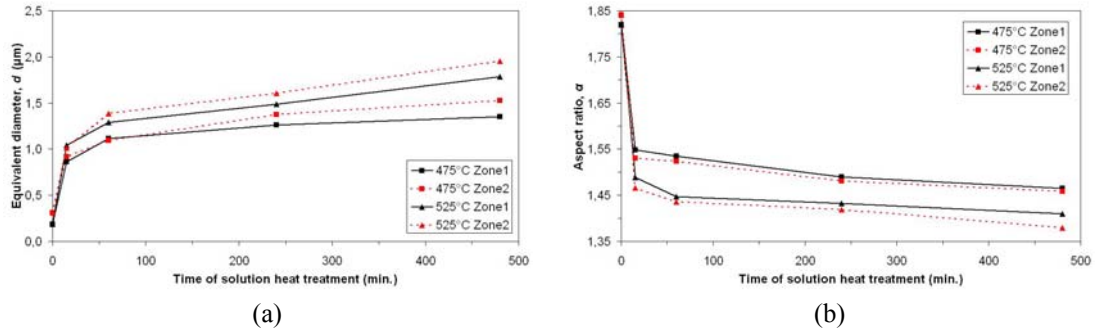 2,5
2,0
1,5
1,0
0,5
0,0
Equivalent diameter, d (µm)
0
100
200
300
400
500
Time of solution heat treatment (min.)
475°C Zone1
475°C Zone2
525°C Zone1
525°C Zone2
(a)
1,85
1,75
1,65
1,55
1,45
1,35
Aspect ratio, α
0
100
200
300
400
500
Time of solution heat treatment (min.)
475°C Zone1
475°C Zone2
525°C Zone1
525°C Zone2
(b)